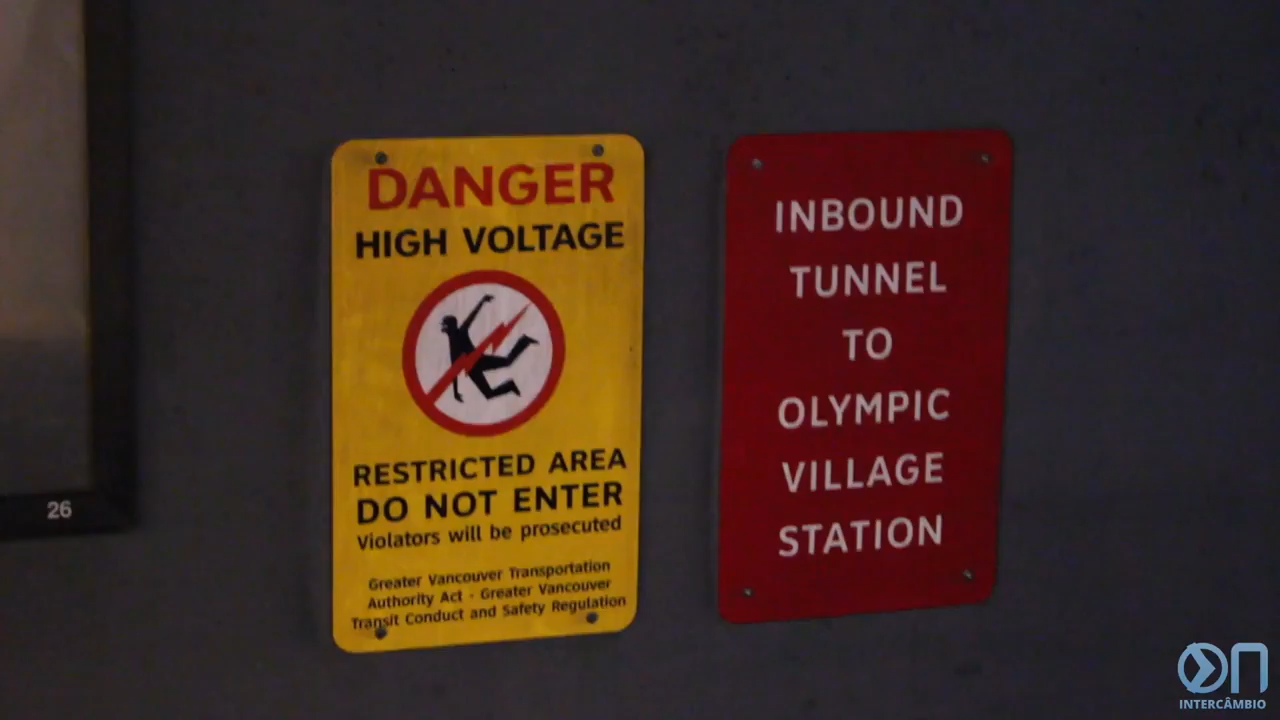 DANGER
HIGH VOLTAGE
RESTRICTED AREA
DO NOT ENTER
Violators will be prosecuted
Greater Vancouver Transportation
Authority Act - Greater Vancouver
Transit Conduct and Safety Regulation
INBOUND
TUNNEL
TO
OLYMPIC
VILLAGE
STATION
26
ON
INTERCÂMBIO